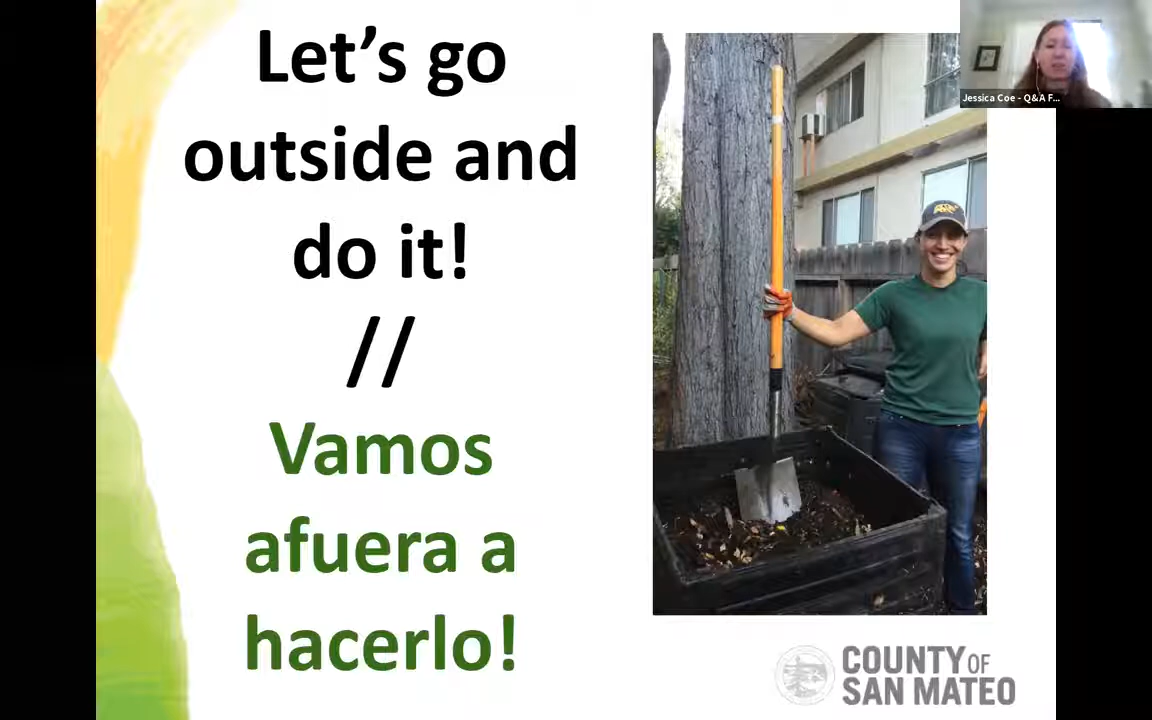 Let's go
outside and
do it!
//
Vamos
afuera a
hacerlo!
Jessica Coe - Q&A F...
COUNTY OF
SAN MATEO